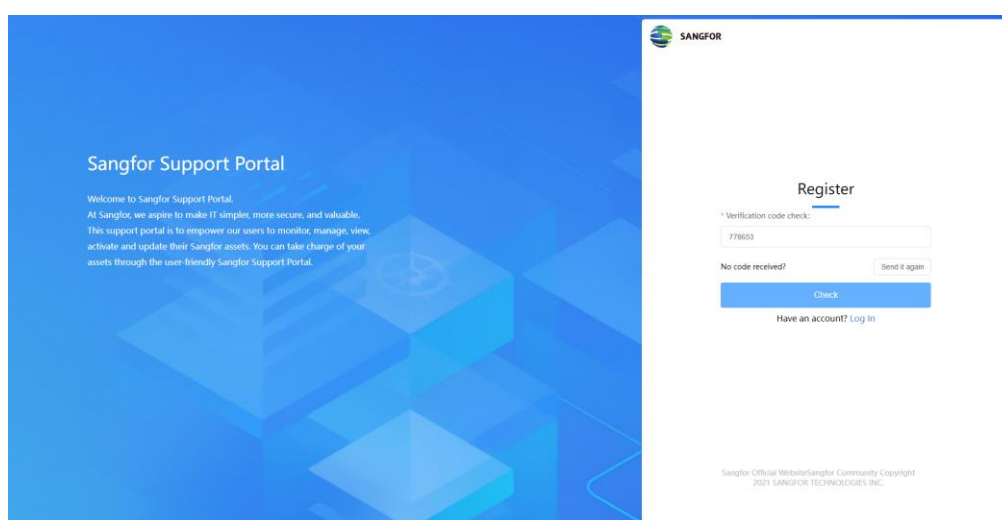 SANGFOR
Sangfor Support Portal
Welcome to Sangfor Support Portal.
At Sangfor, we aspire to make IT simpler, more secure, and valuable.
This support portal is to empower our users to monitor, manage, view,
activate and update their Sangfor assets. You can take charge of your
assets through the user-friendly Sangfor Support Portal.
Register
* Verification code check:
778653
No code received? Send it again
Check
Have an account? Log In
Sangfor Official WebsiteSangfor Community Copyright
2021 SANGFOR TECHNOLOGIES INC.